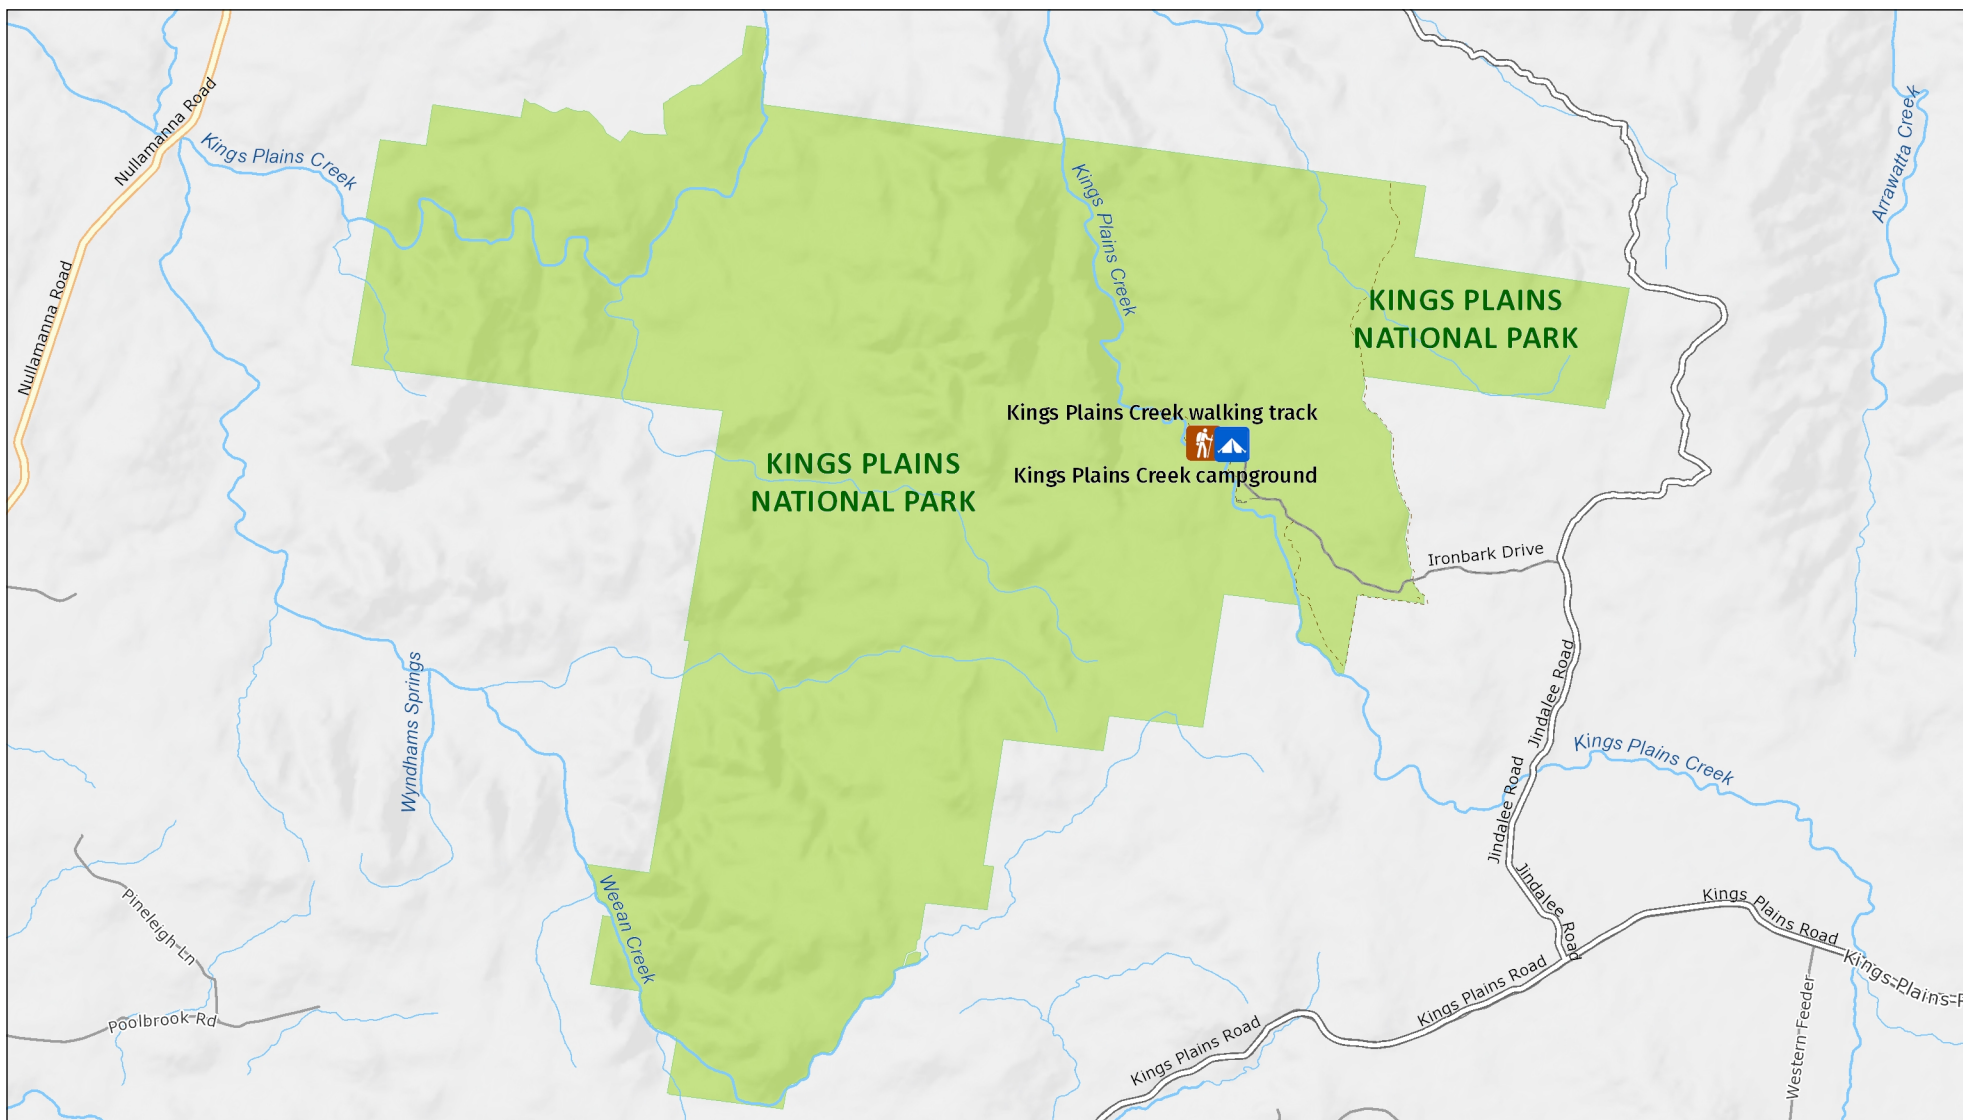 Nullamanna Road
Kings Plains Creek
Nullamanna Road
Kings Plains Creek
Arrawatta Creek
KINGS PLAINS
NATIONAL PARK
Kings Plains Creek walking track
Kings Plains Creek campground
KINGS PLAINS
NATIONAL PARK
Ironbark Drive
Wyndhams Springs
Jindalee Road
Kings Plains Creek
Jindalee Road
Jindalee Road
Weean Creek
Pineleigh Ln
Poolbrook Rd
Kings Plains Road
Kings-Plains-R
Kings Plains Road
Kings Plains Road
Western Feeder